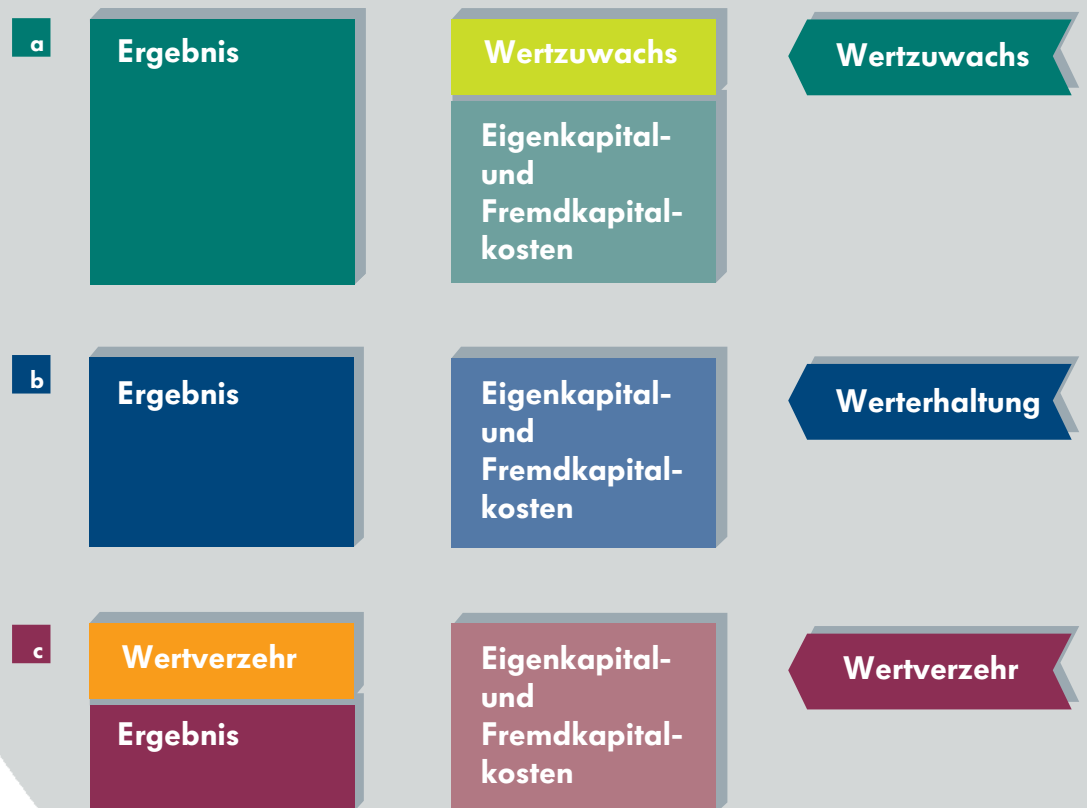 a
Ergebnis
Wertzuwachs
Eigenkapital-
und
Fremdkapital-
kosten
Wertzuwachs
b
Ergebnis
Eigenkapital-
und
Fremdkapital-
kosten
Werterhaltung
c
Wertverzehr
Ergebnis
Eigenkapital-
und
Fremdkapital-
kosten
Wertverzehr